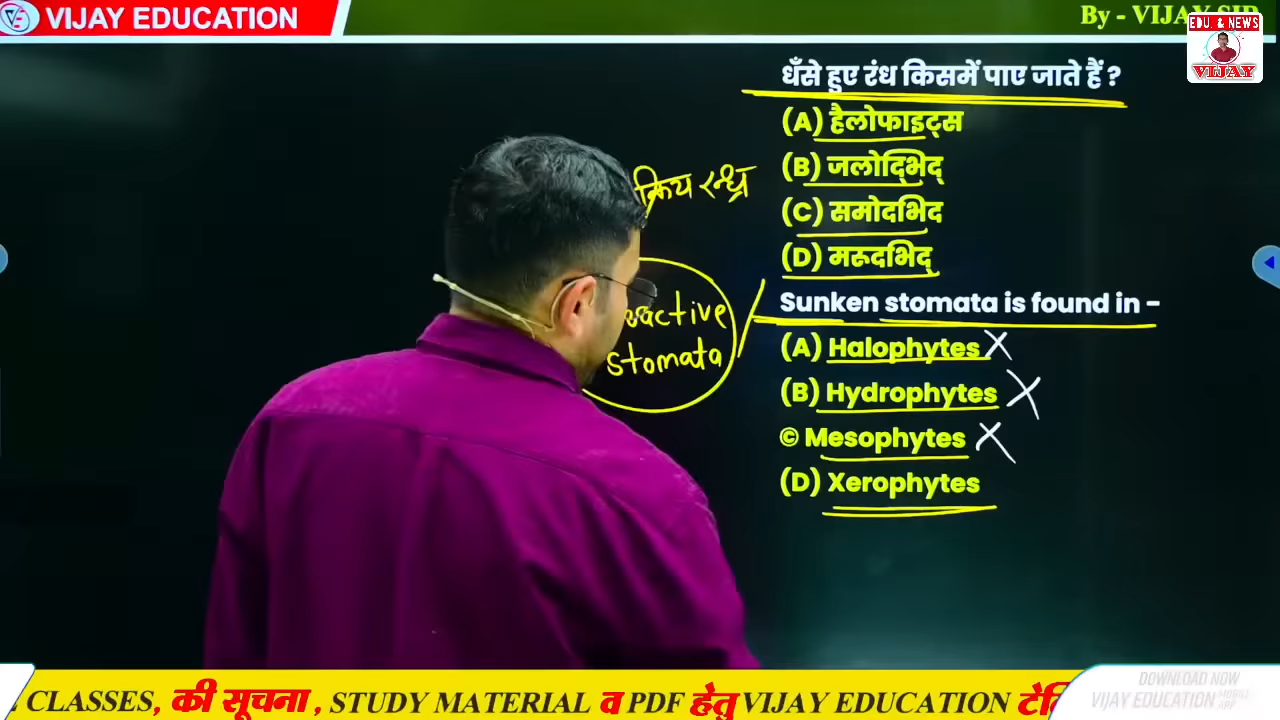 VIJAY EDUCATION
By - VIJAY SIR
EDU. & NEWS
VIJAY
धँसे हुए रंध्र किसमें पाए जाते हैं ?
(A) हैलोफाइट्स
(B) जलोद्भिद्
(C) समोदभिद
(D) मरूदभिद्
Sunken stomata is found in -
(A) Halophytes X
(B) Hydrophytes X
© Mesophytes X
(D) Xerophytes
क्रिय रन्ध्र
active
stomata
CLASSES, की सूचना , STUDY MATERIAL व PDF हेतु VIJAY EDUCATION
DOWNLOAD NOW
VIJAY EDUCATION MOBILE APP